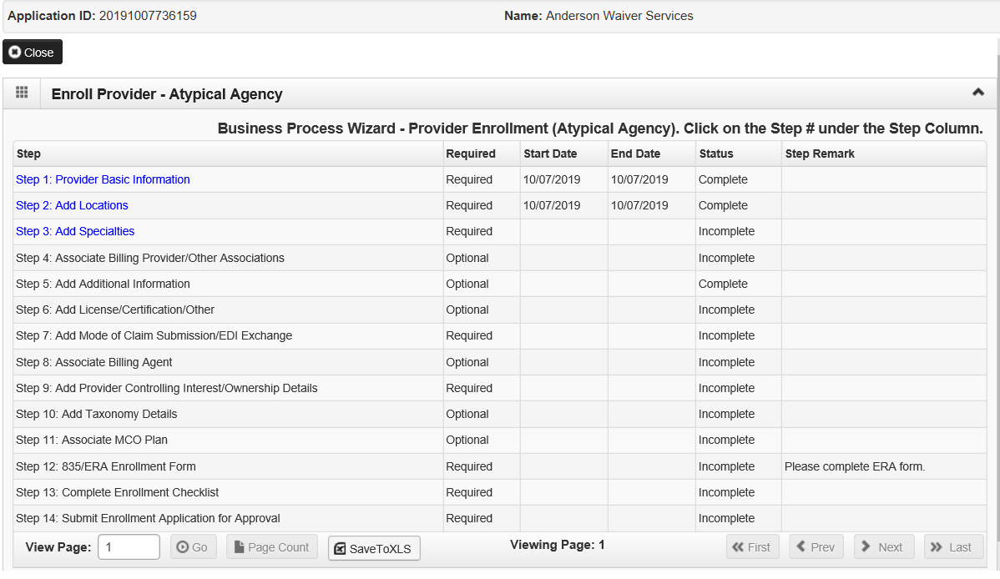 Application ID: 20191007736159 Name: Anderson Waiver Services
Close
Enroll Provider - Atypical Agency
Business Process Wizard - Provider Enrollment (Atypical Agency). Click on the Step # under the Step Column.
Step Required Start Date End Date Status Step Remark
Step 1: Provider Basic Information Required 10/07/2019 10/07/2019 Complete
Step 2: Add Locations Required 10/07/2019 10/07/2019 Complete
Step 3: Add Specialties Required Incomplete
Step 4: Associate Billing Provider/Other Associations Optional Incomplete
Step 5: Add Additional Information Optional Complete
Step 6: Add License/Certification/Other Optional Incomplete
Step 7: Add Mode of Claim Submission/EDI Exchange Required Incomplete
Step 8: Associate Billing Agent Optional Incomplete
Step 9: Add Provider Controlling Interest/Ownership Details Required Incomplete
Step 10: Add Taxonomy Details Optional Incomplete
Step 11: Associate MCO Plan Optional Incomplete
Step 12: 835/ERA Enrollment Form Required Incomplete Please complete ERA form.
Step 13: Complete Enrollment Checklist Required Incomplete
Step 14: Submit Enrollment Application for Approval Required Incomplete
View Page: 1 Go Page Count SaveToXLS Viewing Page: 1 First Prev Next Last